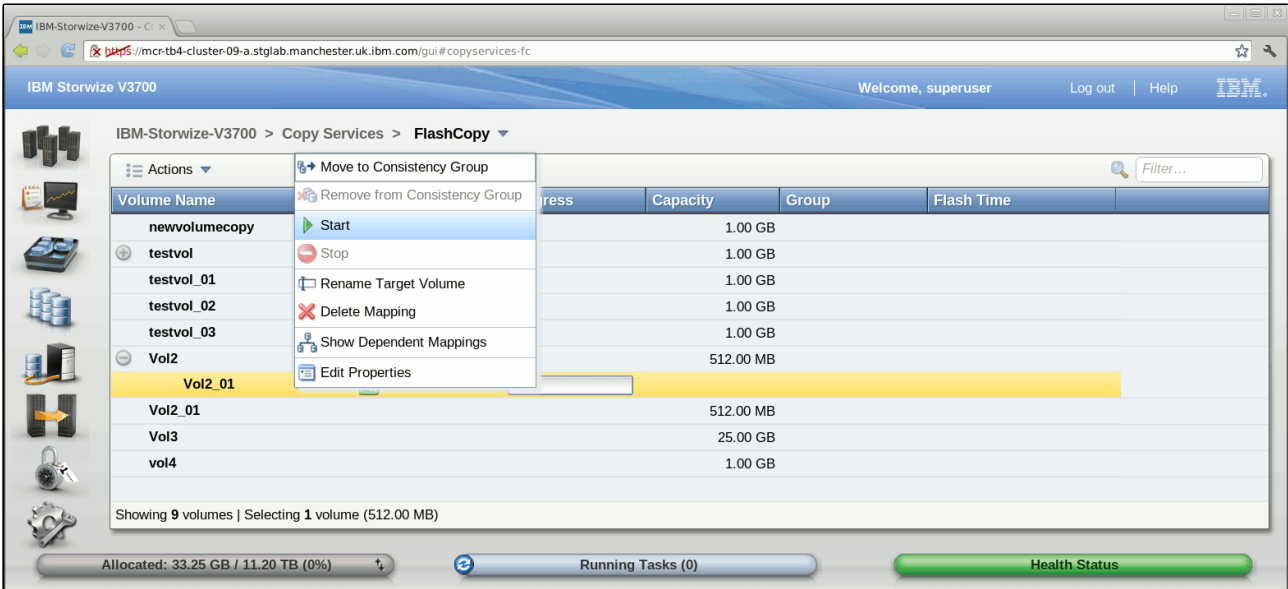 IBM-Storwize-V3700 - C
https://mcr-tb4-cluster-09-a.stglab.manchester.uk.ibm.com/gui#copyservices-fc
IBM Storwize V3700 Welcome, superuser Log out | Help IBM
IBM-Storwize-V3700 > Copy Services > FlashCopy
Actions Filter...
Move to Consistency Group
Remove from Consistency Group
Start
Stop
Rename Target Volume
Delete Mapping
Show Dependent Mappings
Edit Properties
Volume Name gress Capacity Group Flash Time
newvolumecopy 1.00 GB
testvol 1.00 GB
testvol_01 1.00 GB
testvol_02 1.00 GB
testvol_03 1.00 GB
Vol2 512.00 MB
Vol2_01
Vol2_01 512.00 MB
Vol3 25.00 GB
vol4 1.00 GB
Showing 9 volumes | Selecting 1 volume (512.00 MB)
Allocated: 33.25 GB / 11.20 TB (0%) Running Tasks (0) Health Status